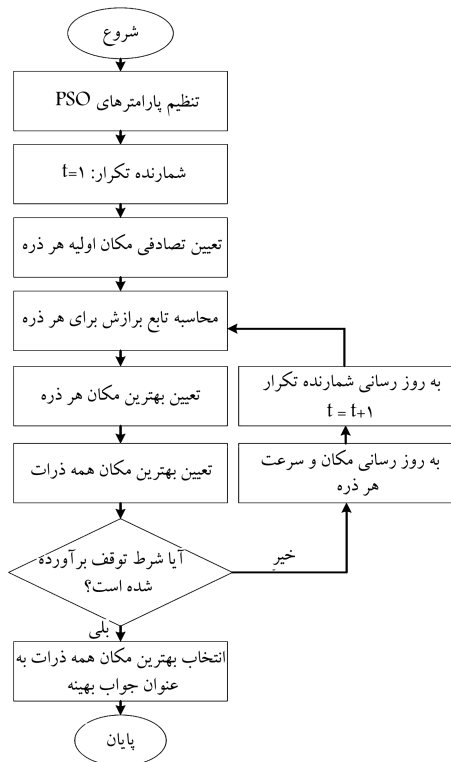 شروع
تنظیم پارامترهای PSO
شمارنده تکرار: t=۱
تعیین تصادفی مکان اولیه هر ذره
محاسبه تابع برازش برای هر ذره
تعیین بهترین مکان هر ذره
تعیین بهترین مکان همه ذرات
آیا شرط توقف برآورده
شده است؟
خیر
به روز رسانی مکان و سرعت
هر ذره
به روز رسانی شمارنده تکرار
t = t+۱
بلی
انتخاب بهترین مکان همه ذرات به
عنوان جواب بهینه
پایان